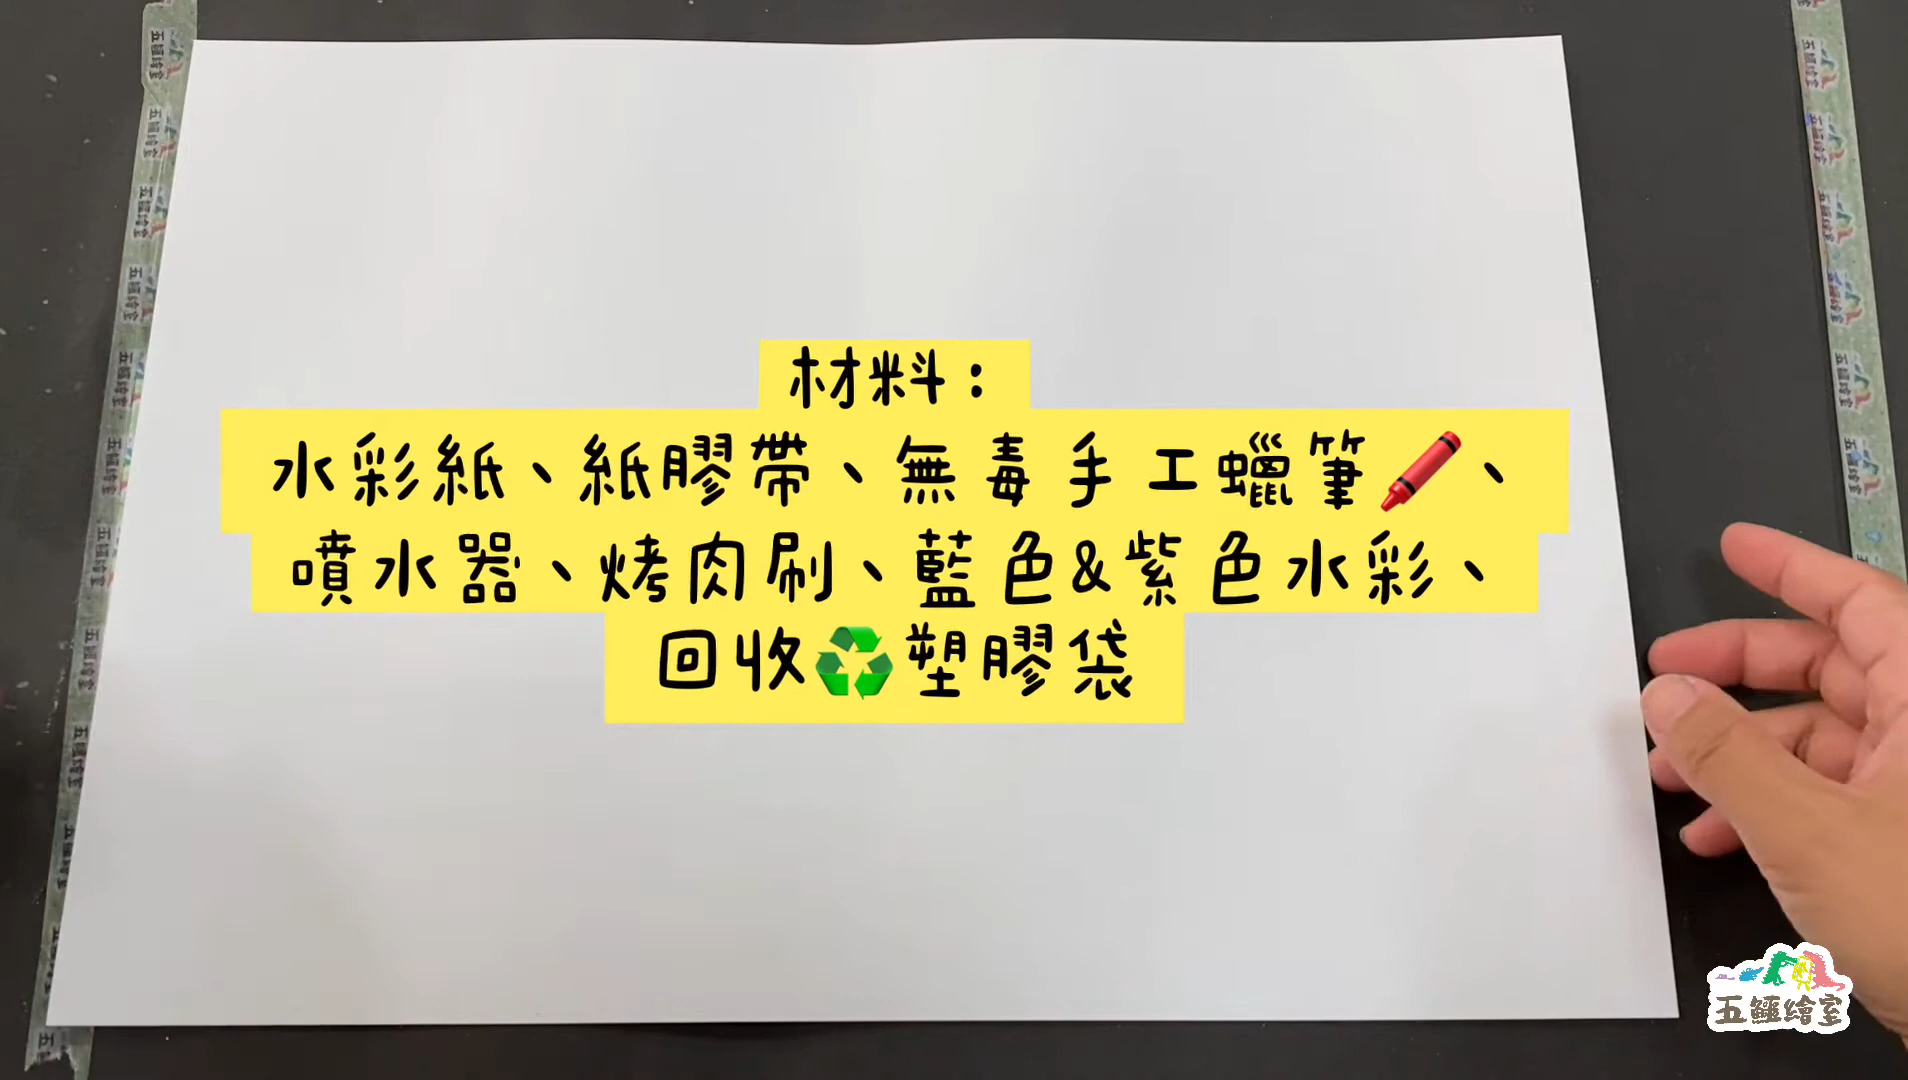 材料：
水彩紙、紙膠帶、無毒手工蠟筆🖍️、
噴水器、烤肉刷、藍色&紫色水彩、
回收♻️塑膠袋
五鱷繪室